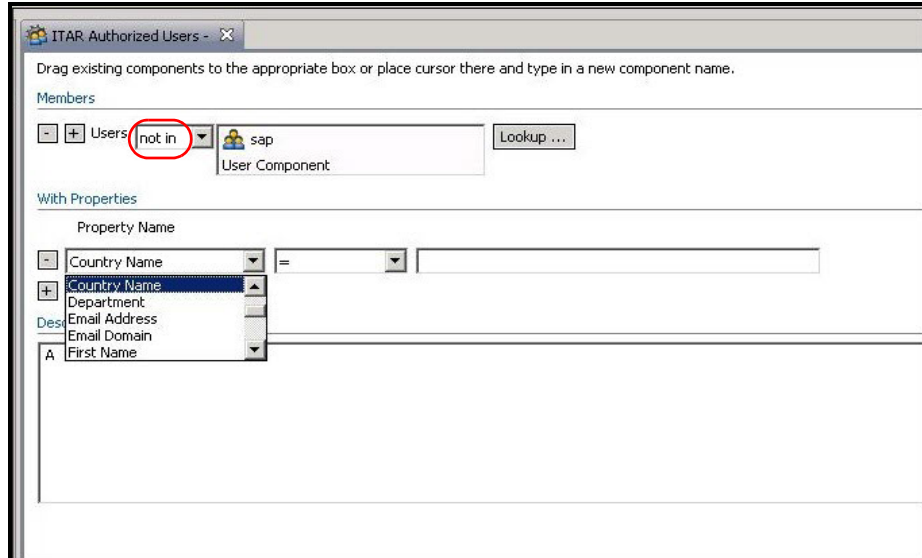 ITAR Authorized Users -
Drag existing components to the appropriate box or place cursor there and type in a new component name.
Members
- + Users not in sap Lookup ...
User Component
With Properties
Property Name
- Country Name =
+ Country Name
Department
Email Address
Desc
Email Domain
First Name
A